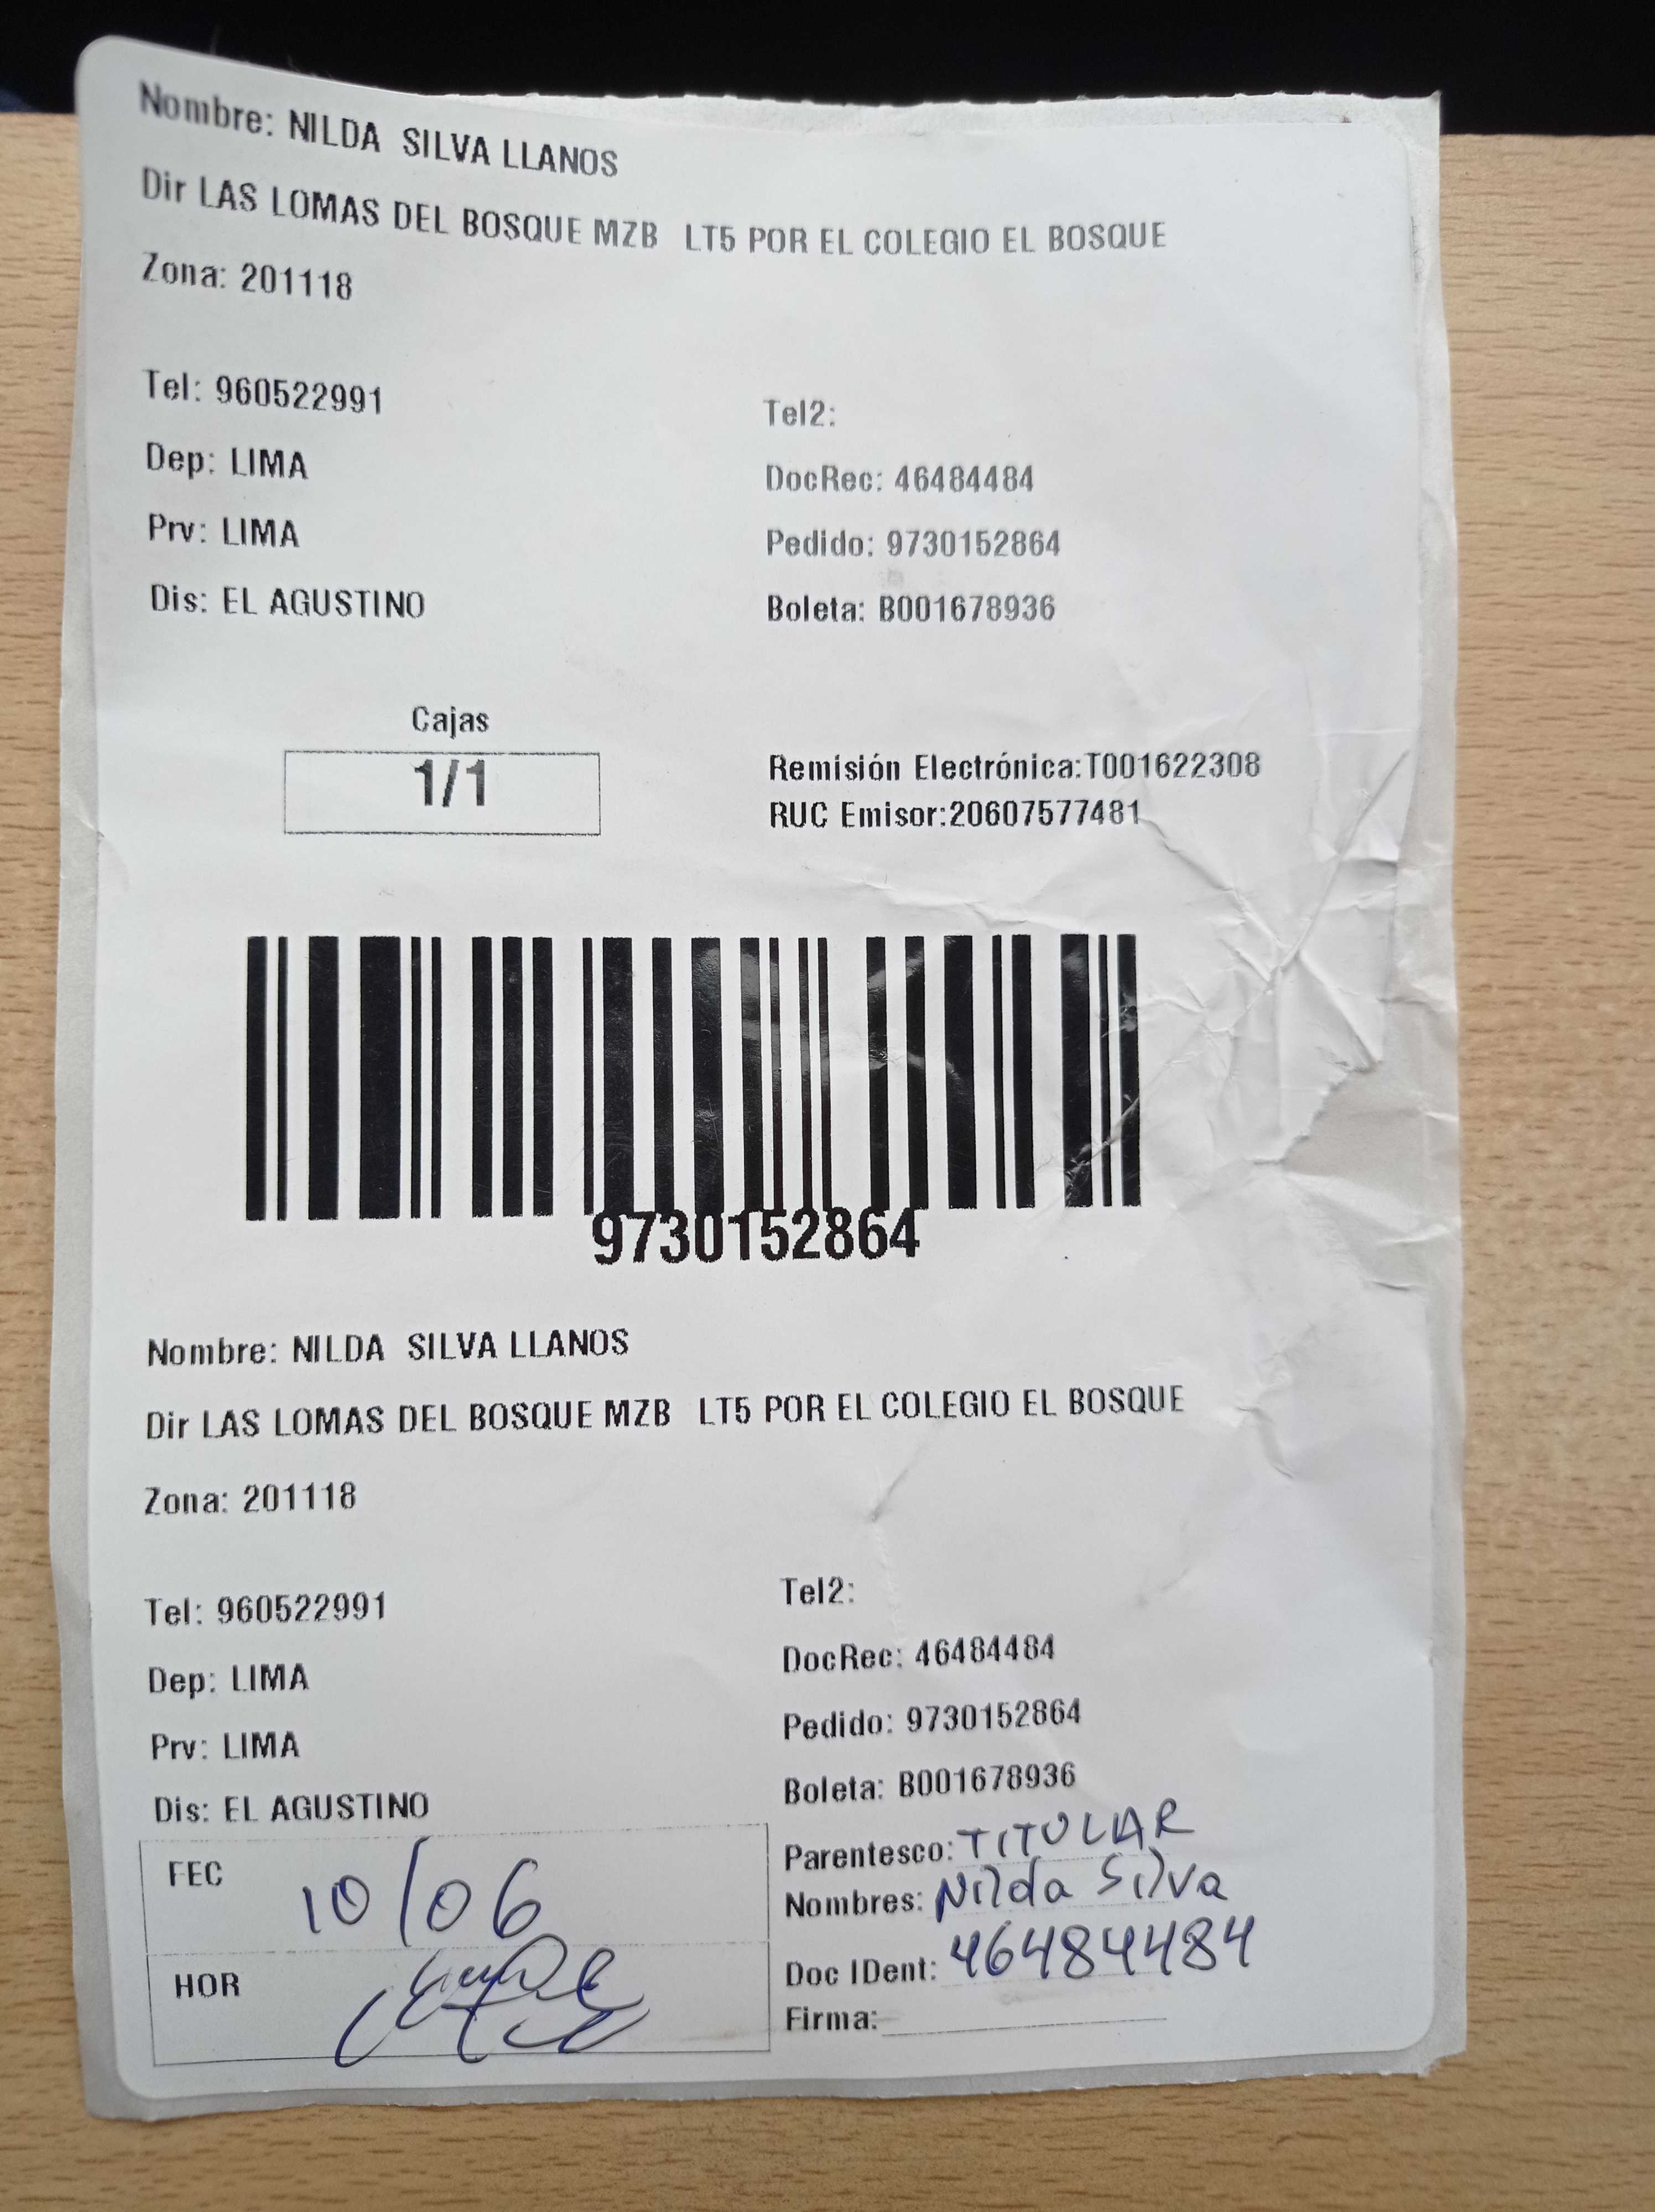 Nombre: NILDA SILVA LLANOS
Dir LAS LOMAS DEL BOSQUE MZB LT5 POR EL COLEGIO EL BOSQUE
Zona: 201118
Tel: 960522991
Tel2:
Dep: LIMA
DocRec: 46484484
Prv: LIMA
Pedido: 9730152864
Dis: EL AGUSTINO
Boleta: B001678936
Cajas
1/1
Remisión Electrónica:T001622308
RUC Emisor:20607577481
9730152864
Nombre: NILDA SILVA LLANOS
Dir LAS LOMAS DEL BOSQUE MZB LT5 POR EL COLEGIO EL BOSQUE
Zona: 201118
Tel: 960522991
Tel2:
Dep: LIMA
DocRec: 46484484
Prv: LIMA
Pedido: 9730152864
Dis: EL AGUSTINO
Boleta: B001678936
FEC 10/06
Parentesco: TITULAR
Nombres: Nilda Silva
HOR
Doc IDent: 46484484
Firma: